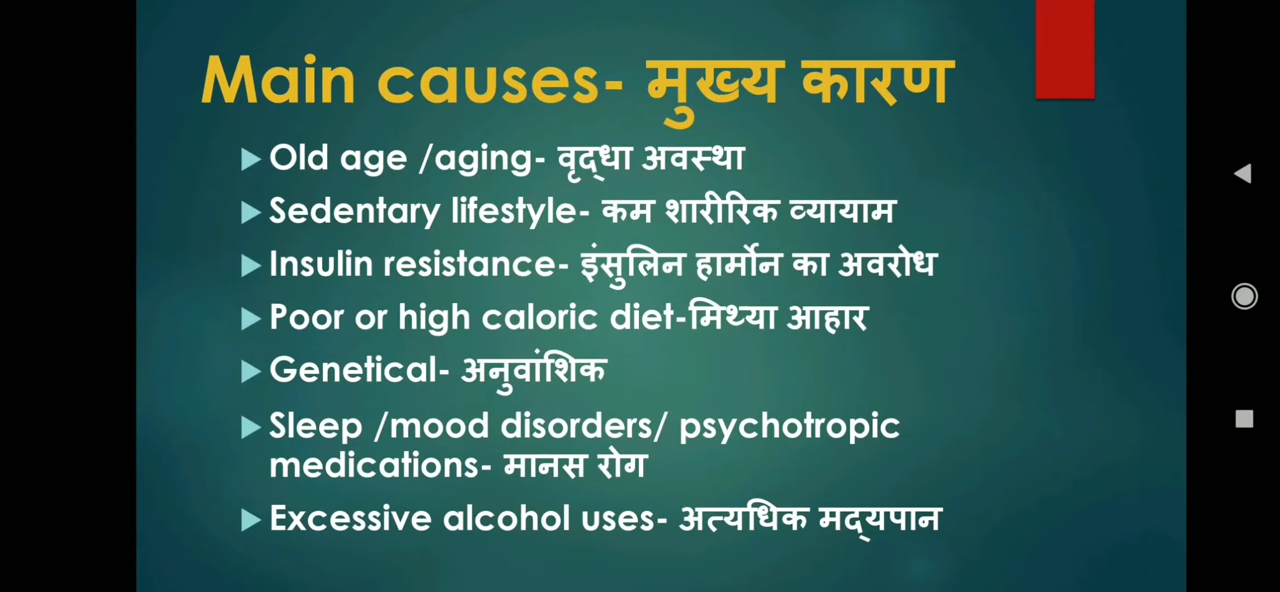 Main causes- मुख्य कारण
Old age /aging- वृद्धा अवस्था
Sedentary lifestyle- कम शारीरिक व्यायाम
Insulin resistance- इंसुलिन हार्मोन का अवरोध
Poor or high caloric diet-मिथ्या आहार
Genetical- अनुवांशिक
Sleep /mood disorders/ psychotropic
medications- मानस रोग
Excessive alcohol uses- अत्यधिक मद्यपान